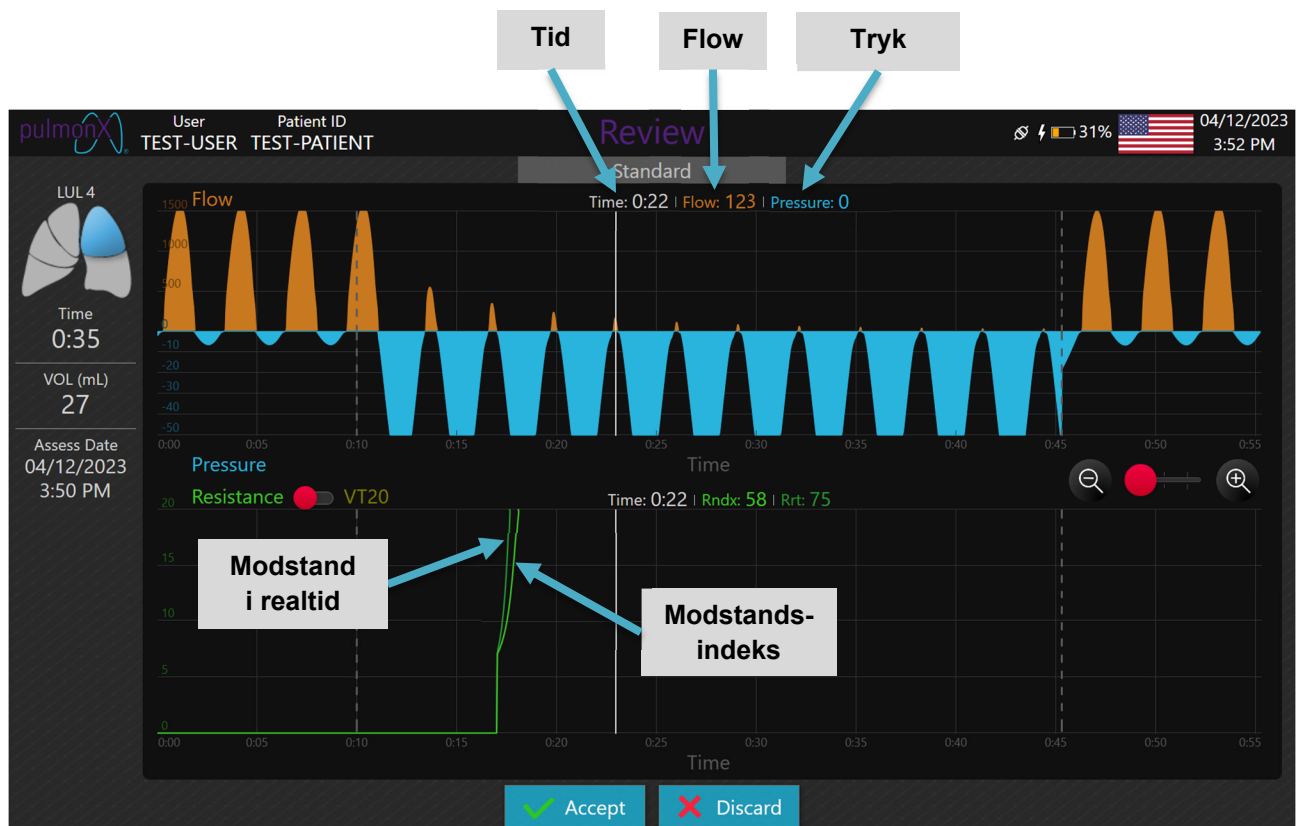 Tid
Flow
Tryk
pulmonX
User
TEST-USER
Patient ID
TEST-PATIENT
Review
31%
04/12/2023
3:52 PM
Standard
LUL 4
Time
0:35
VOL (mL)
27
Assess Date
04/12/2023
3:50 PM
Flow
Time: 0:22 | Flow: 123 | Pressure: 0
1500
1000
500
0
-10
-20
-30
-40
-50
0:00 0:05 0:10 0:15 0:20 0:25 0:30 0:35 0:40 0:45 0:50 0:55
Pressure
Time
Resistance VT20
Time: 0:22 | Rndx: 58 | Rrt: 75
20
15
10
5
0
Modstand
i realtid
Modstands-
indeks
0:00 0:05 0:10 0:15 0:20 0:25 0:30 0:35 0:40 0:45 0:50 0:55
Time
Accept
Discard